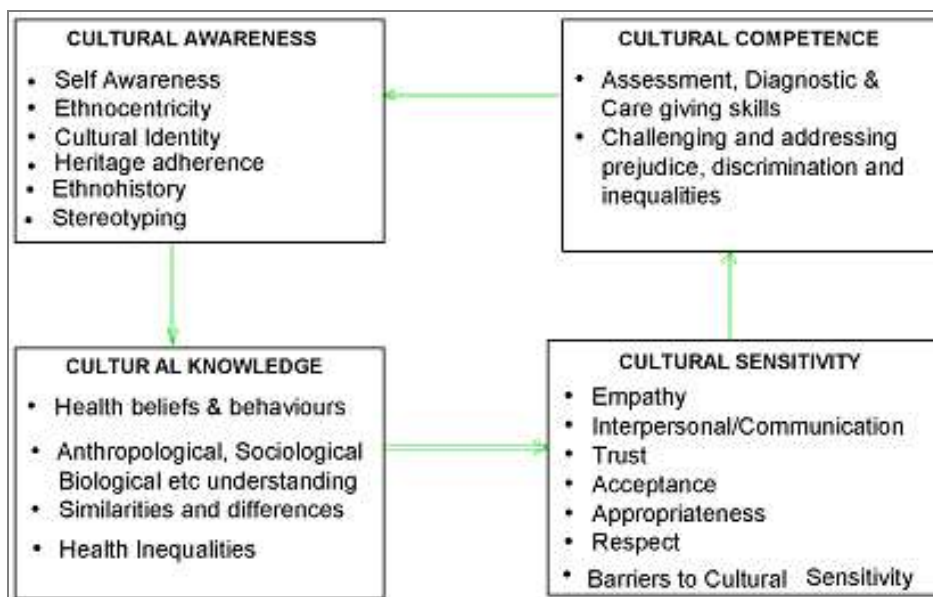 CULTURAL AWARENESS
• Self Awareness
• Ethnocentricity
• Cultural Identity
• Heritage adherence
• Ethnohistory
• Stereotyping
CULTURAL COMPETENCE
• Assessment, Diagnostic &
Care giving skills
• Challenging and addressing
prejudice, discrimination and
inequalities
CULTUR AL KNOWLEDGE
• Health beliefs & behaviours
• Anthropological, Sociological
Biological etc understanding
• Similarities and differences
• Health Inequalities
CULTURAL SENSITIVITY
• Empathy
• Interpersonal/Communication
• Trust
• Acceptance
• Appropriateness
• Respect
• Barriers to Cultural Sensitivity